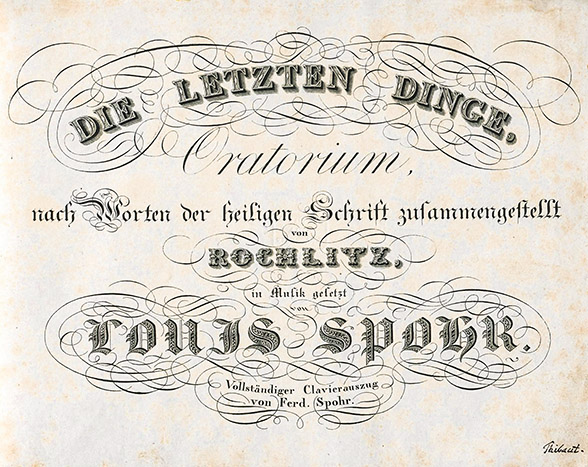 DIE LETZTEN DINGE,
Oratorium,
nach Worten der heiligen Schrift zusammengestellt
von
ROCHLITZ,
in Musik gesetzt
von
LOUIS SPOHR.
Vollständiger Clavierauszug
von Ferd. Spohr.
Thibaut.